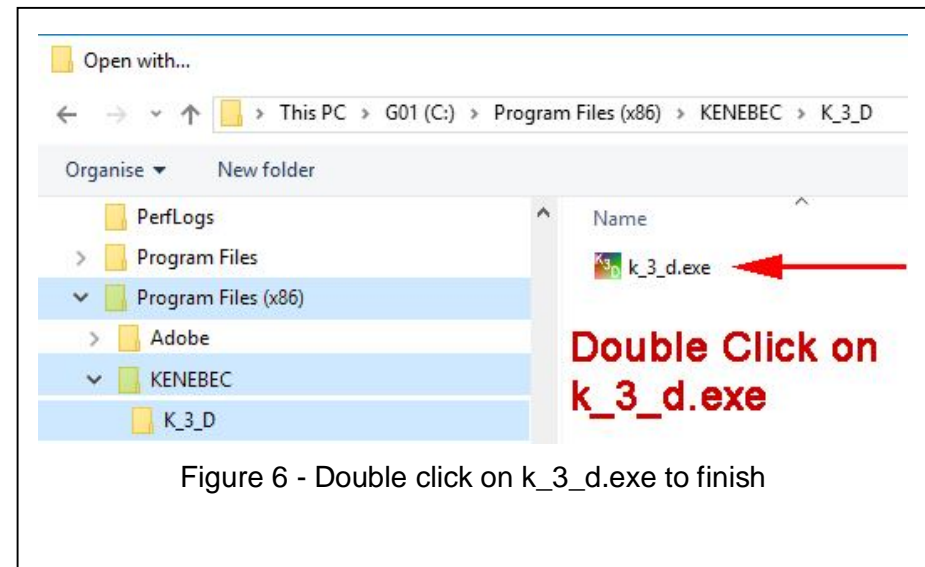 Open with...
This PC > G01 (C:) > Program Files (x86) > KENEBEC > K_3_D
Organise New folder
PerfLogs
Program Files
Program Files (x86)
Adobe
KENEBEC
K_3_D
Name
K3D k_3_d.exe
Double Click on
k_3_d.exe
Figure 6 - Double click on k_3_d.exe to finish